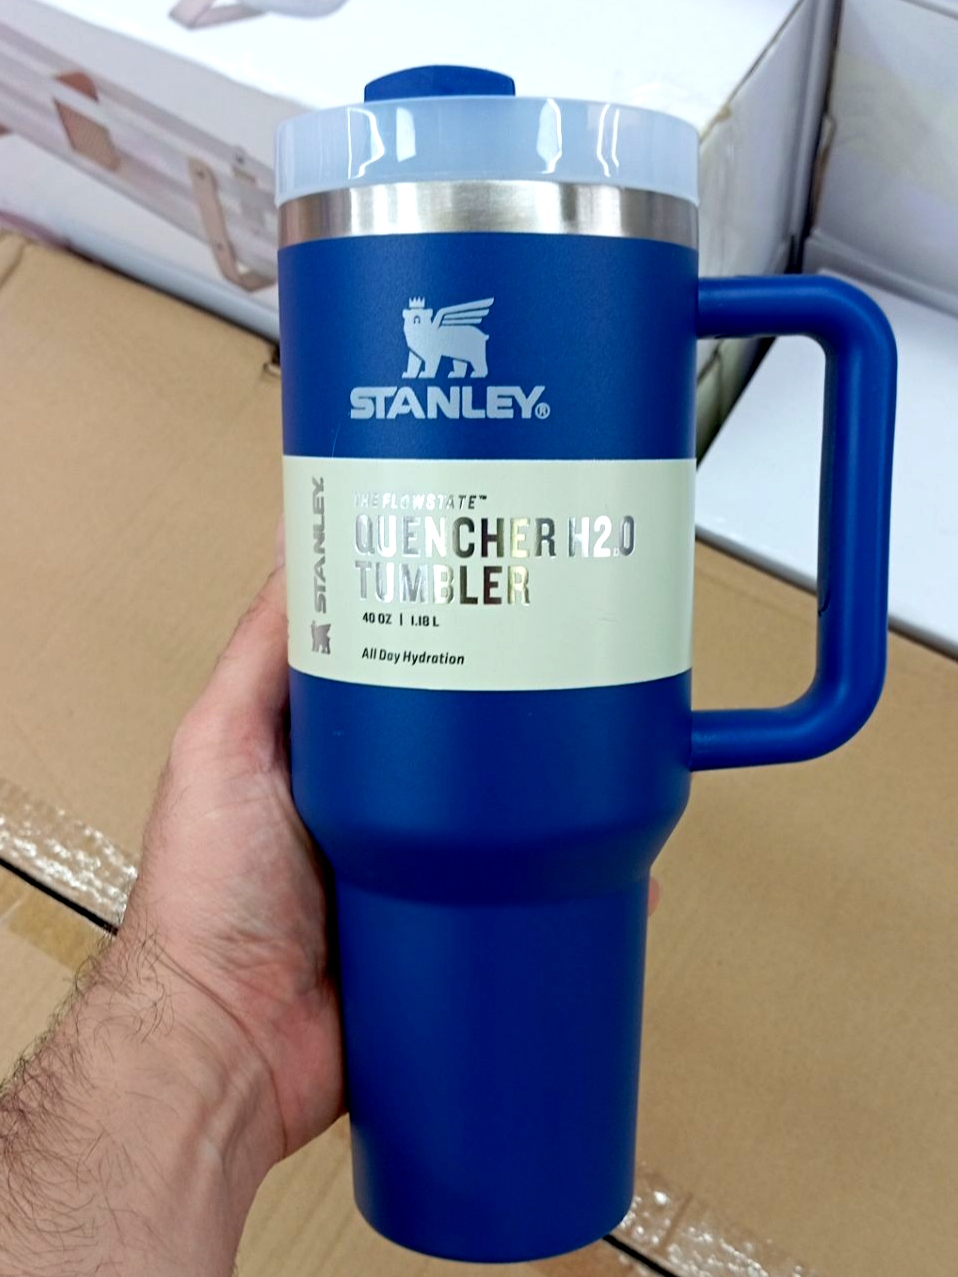 STANLEY®
STANLEY.
THE FLOWSTATE™
QUENCHER H2.0
TUMBLER
40 OZ | 1.18 L
All Day Hydration